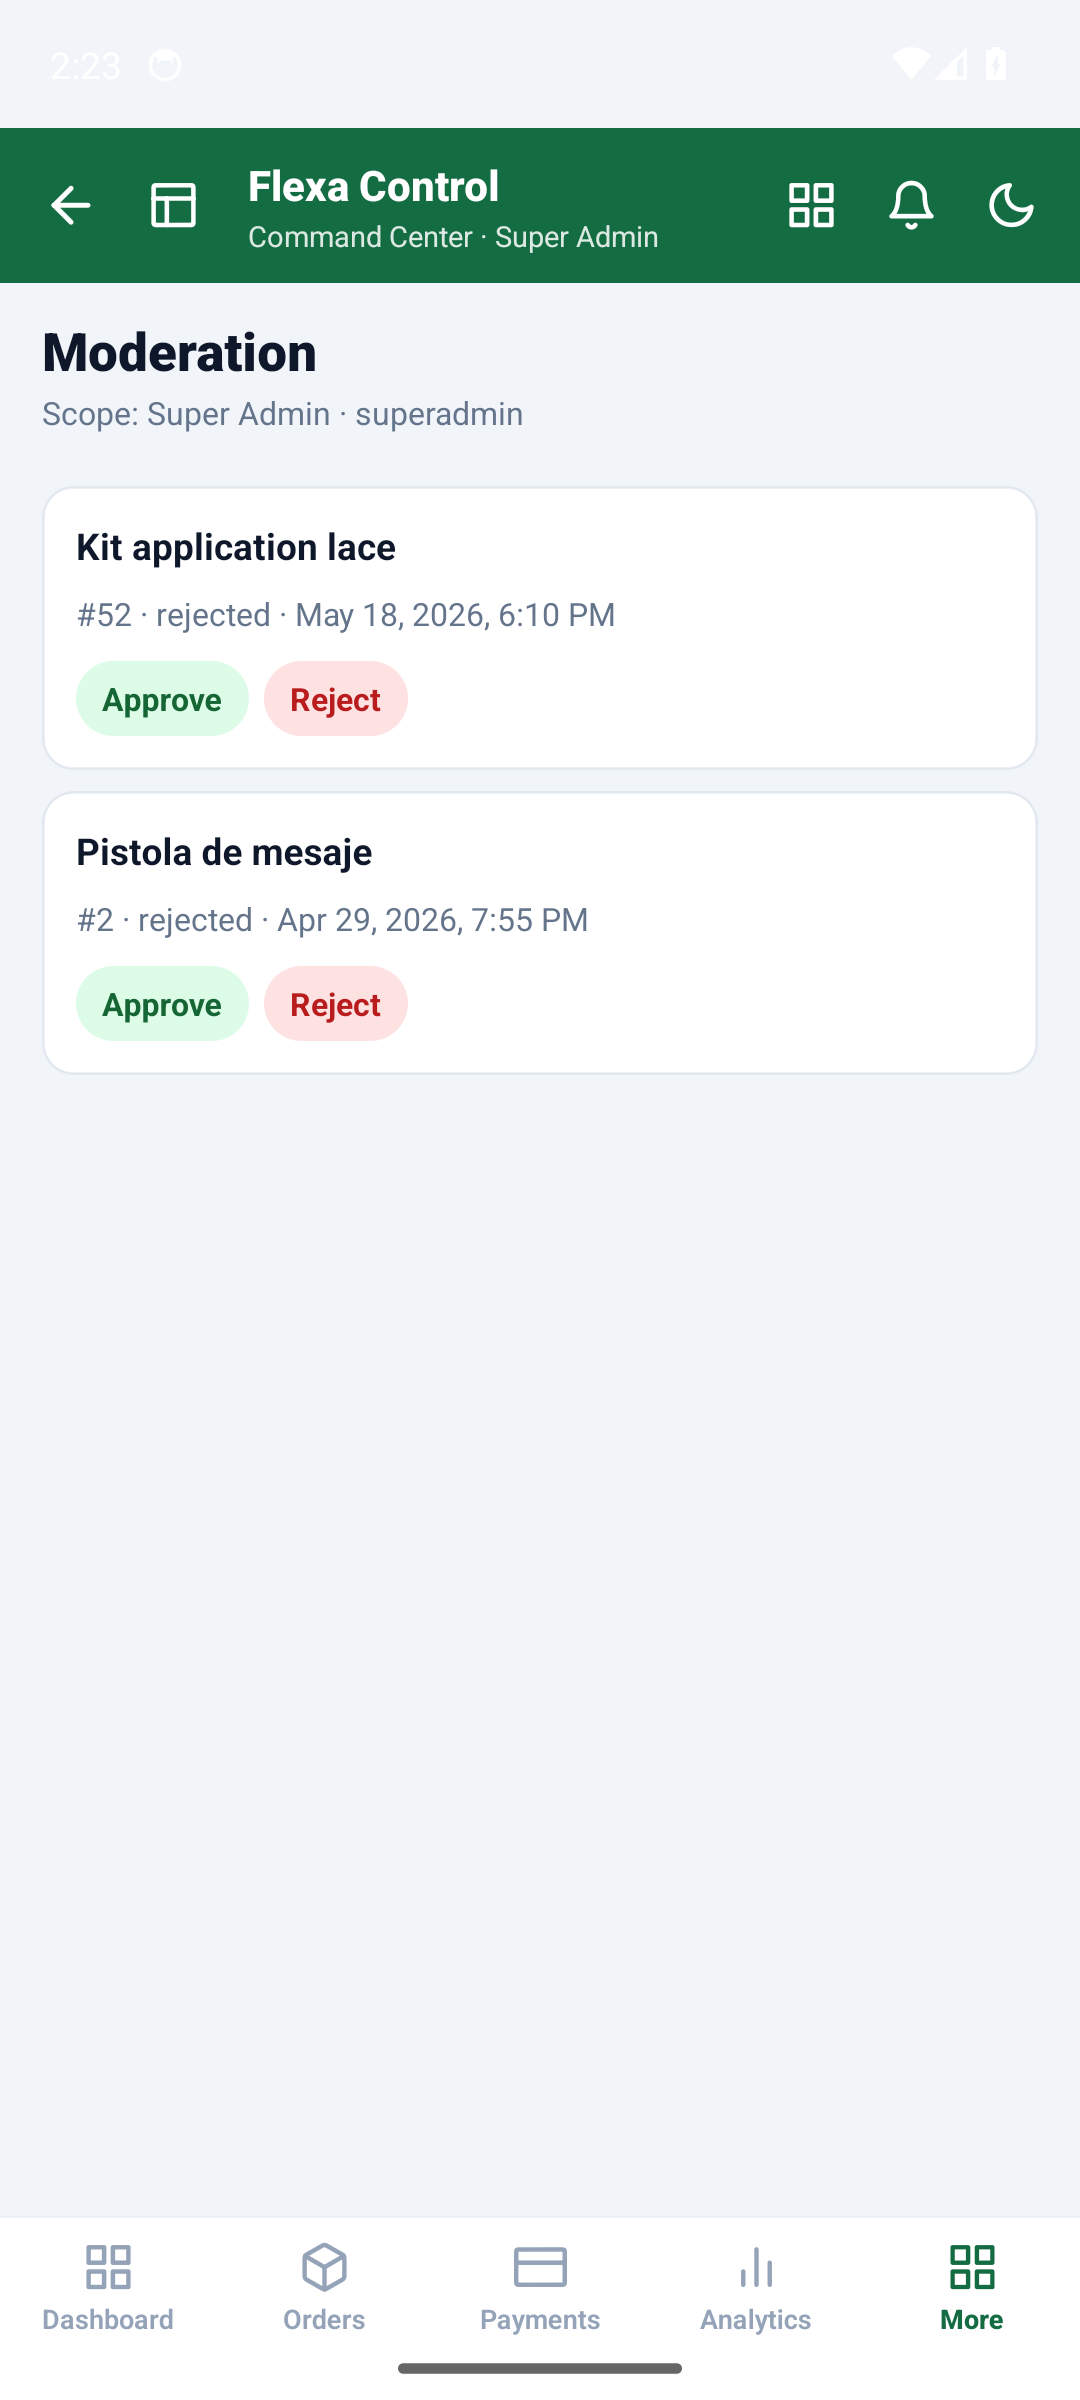 2:23
Flexa Control
Command Center · Super Admin
Moderation
Scope: Super Admin · superadmin
Kit application lace
#52 · rejected · May 18, 2026, 6:10 PM
Approve Reject
Pistola de mesaje
#2 · rejected · Apr 29, 2026, 7:55 PM
Approve Reject
Dashboard Orders Payments Analytics More